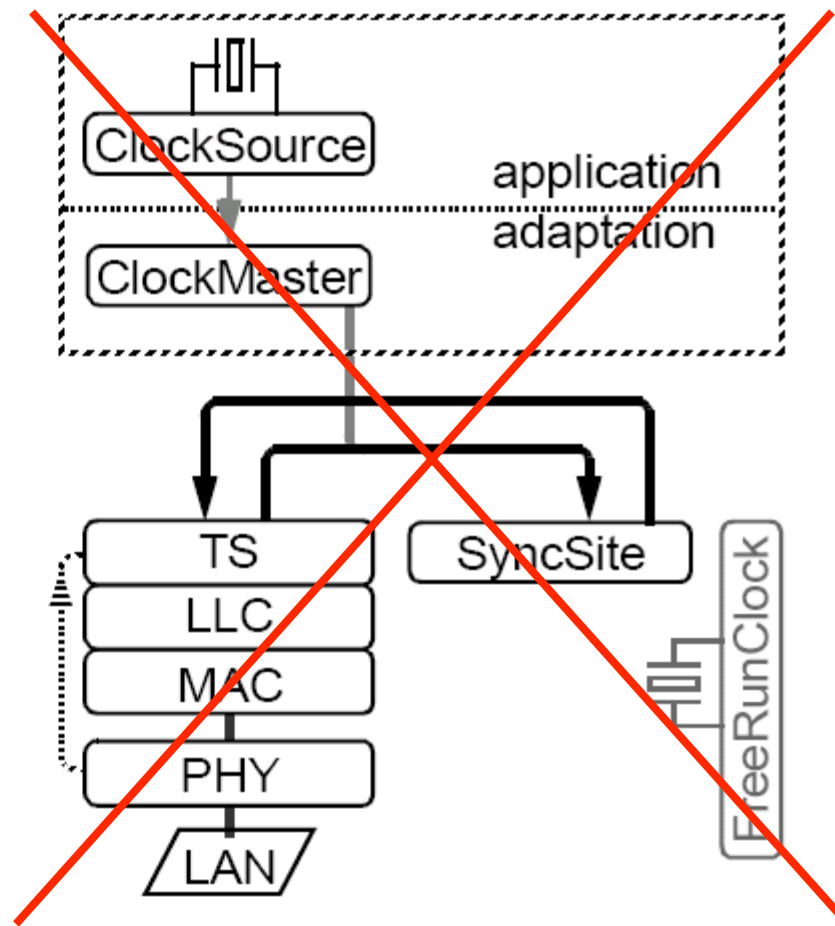 ClockSource
application
adaptation
ClockMaster
TS
SyncSite
LLC
MAC
PHY
LAN
FreeRunClock